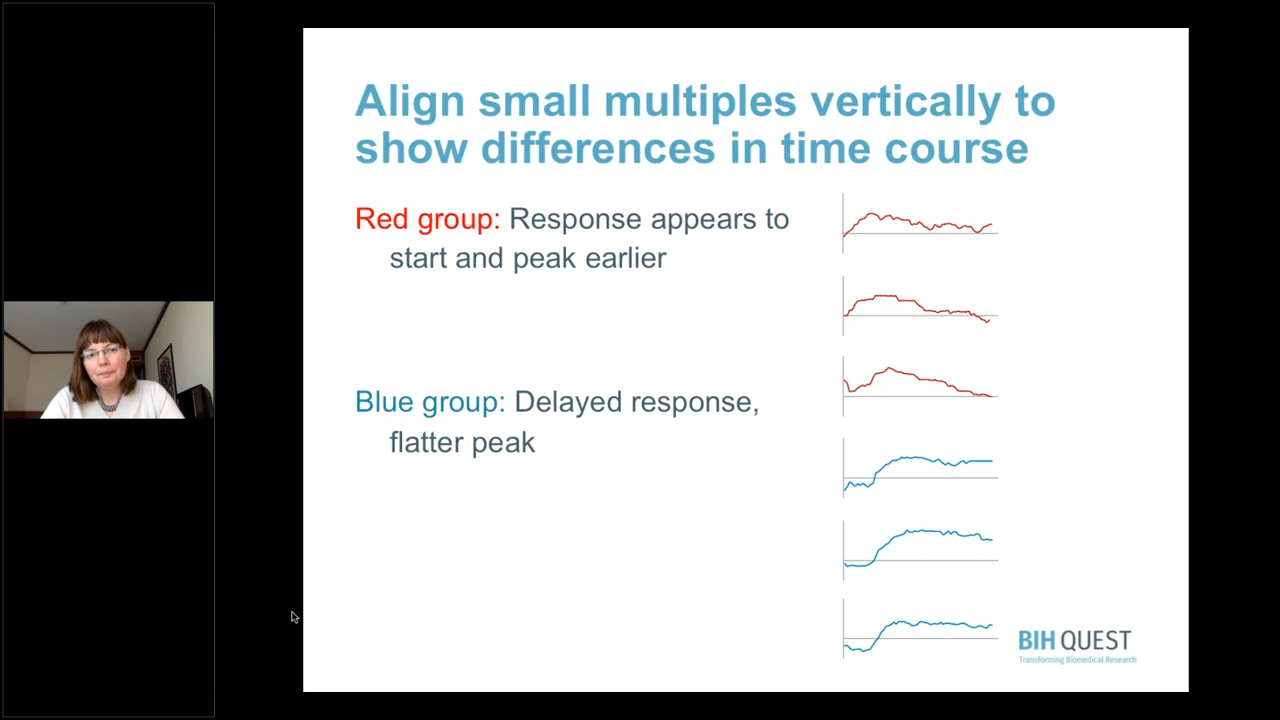 Align small multiples vertically to
show differences in time course
Red group: Response appears to
start and peak earlier
Blue group: Delayed response,
flatter peak
BIH QUEST
Transforming Biomedical Research